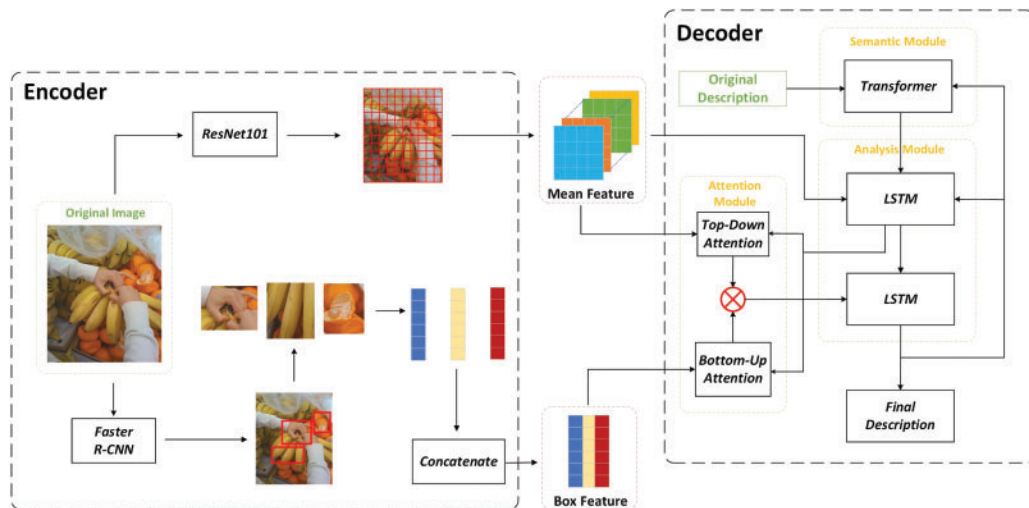 Encoder
Original Image
ResNet101
Faster
R-CNN
Concatenate
Mean Feature
Box Feature
Decoder
Semantic Module
Original
Description
Transformer
Analysis Module
LSTM
LSTM
Attention
Module
Top-Down
Attention
Bottom-Up
Attention
Final
Description